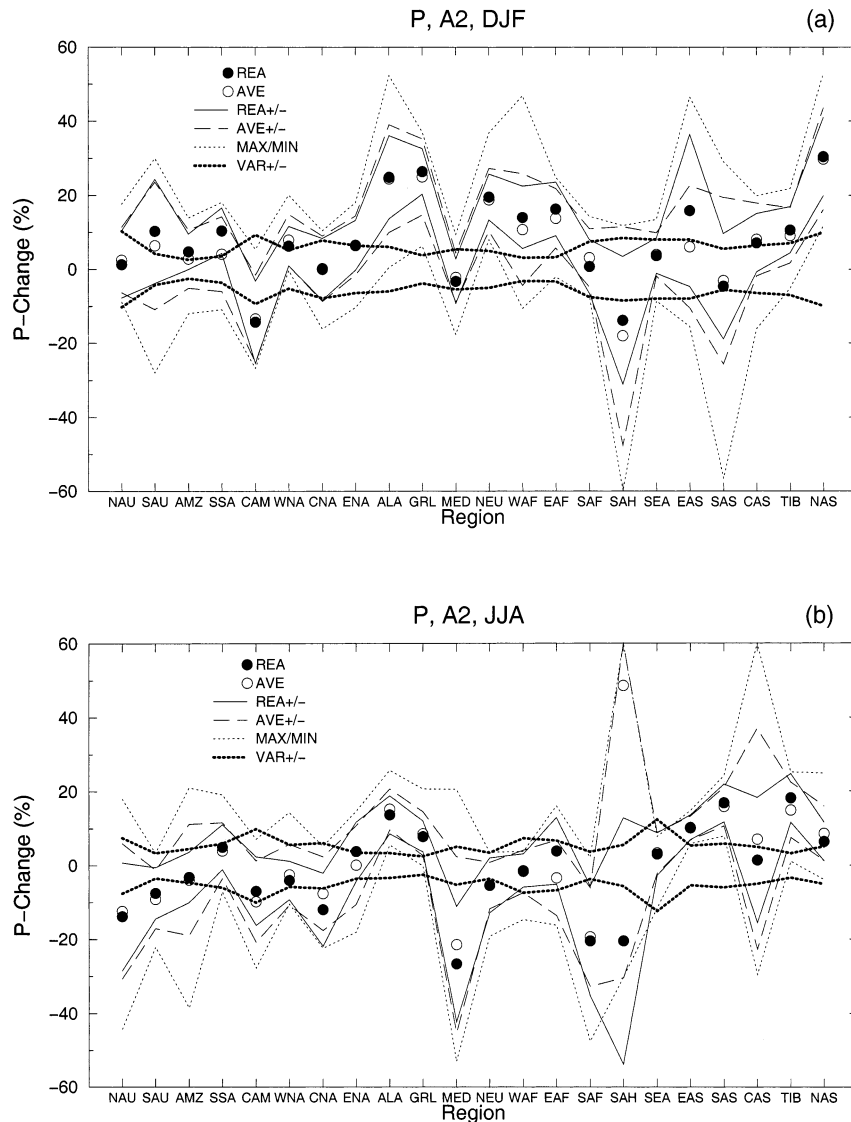 P, A2, DJF (a)
60
40
20
0
−20
−40
−60
P−Change (%)
REA
AVE
REA+/−
AVE+/−
MAX/MIN
VAR+/−
NAU SAU AMZ SSA CAM WNA CNA ENA ALA GRL MED NEU WAF EAF SAF SAH SEA EAS SAS CAS TIB NAS
Region
P, A2, JJA (b)
60
40
20
0
−20
−40
−60
P−Change (%)
REA
AVE
REA+/−
AVE+/−
MAX/MIN
VAR+/−
NAU SAU AMZ SSA CAM WNA CNA ENA ALA GRL MED NEU WAF EAF SAF SAH SEA EAS SAS CAS TIB NAS
Region